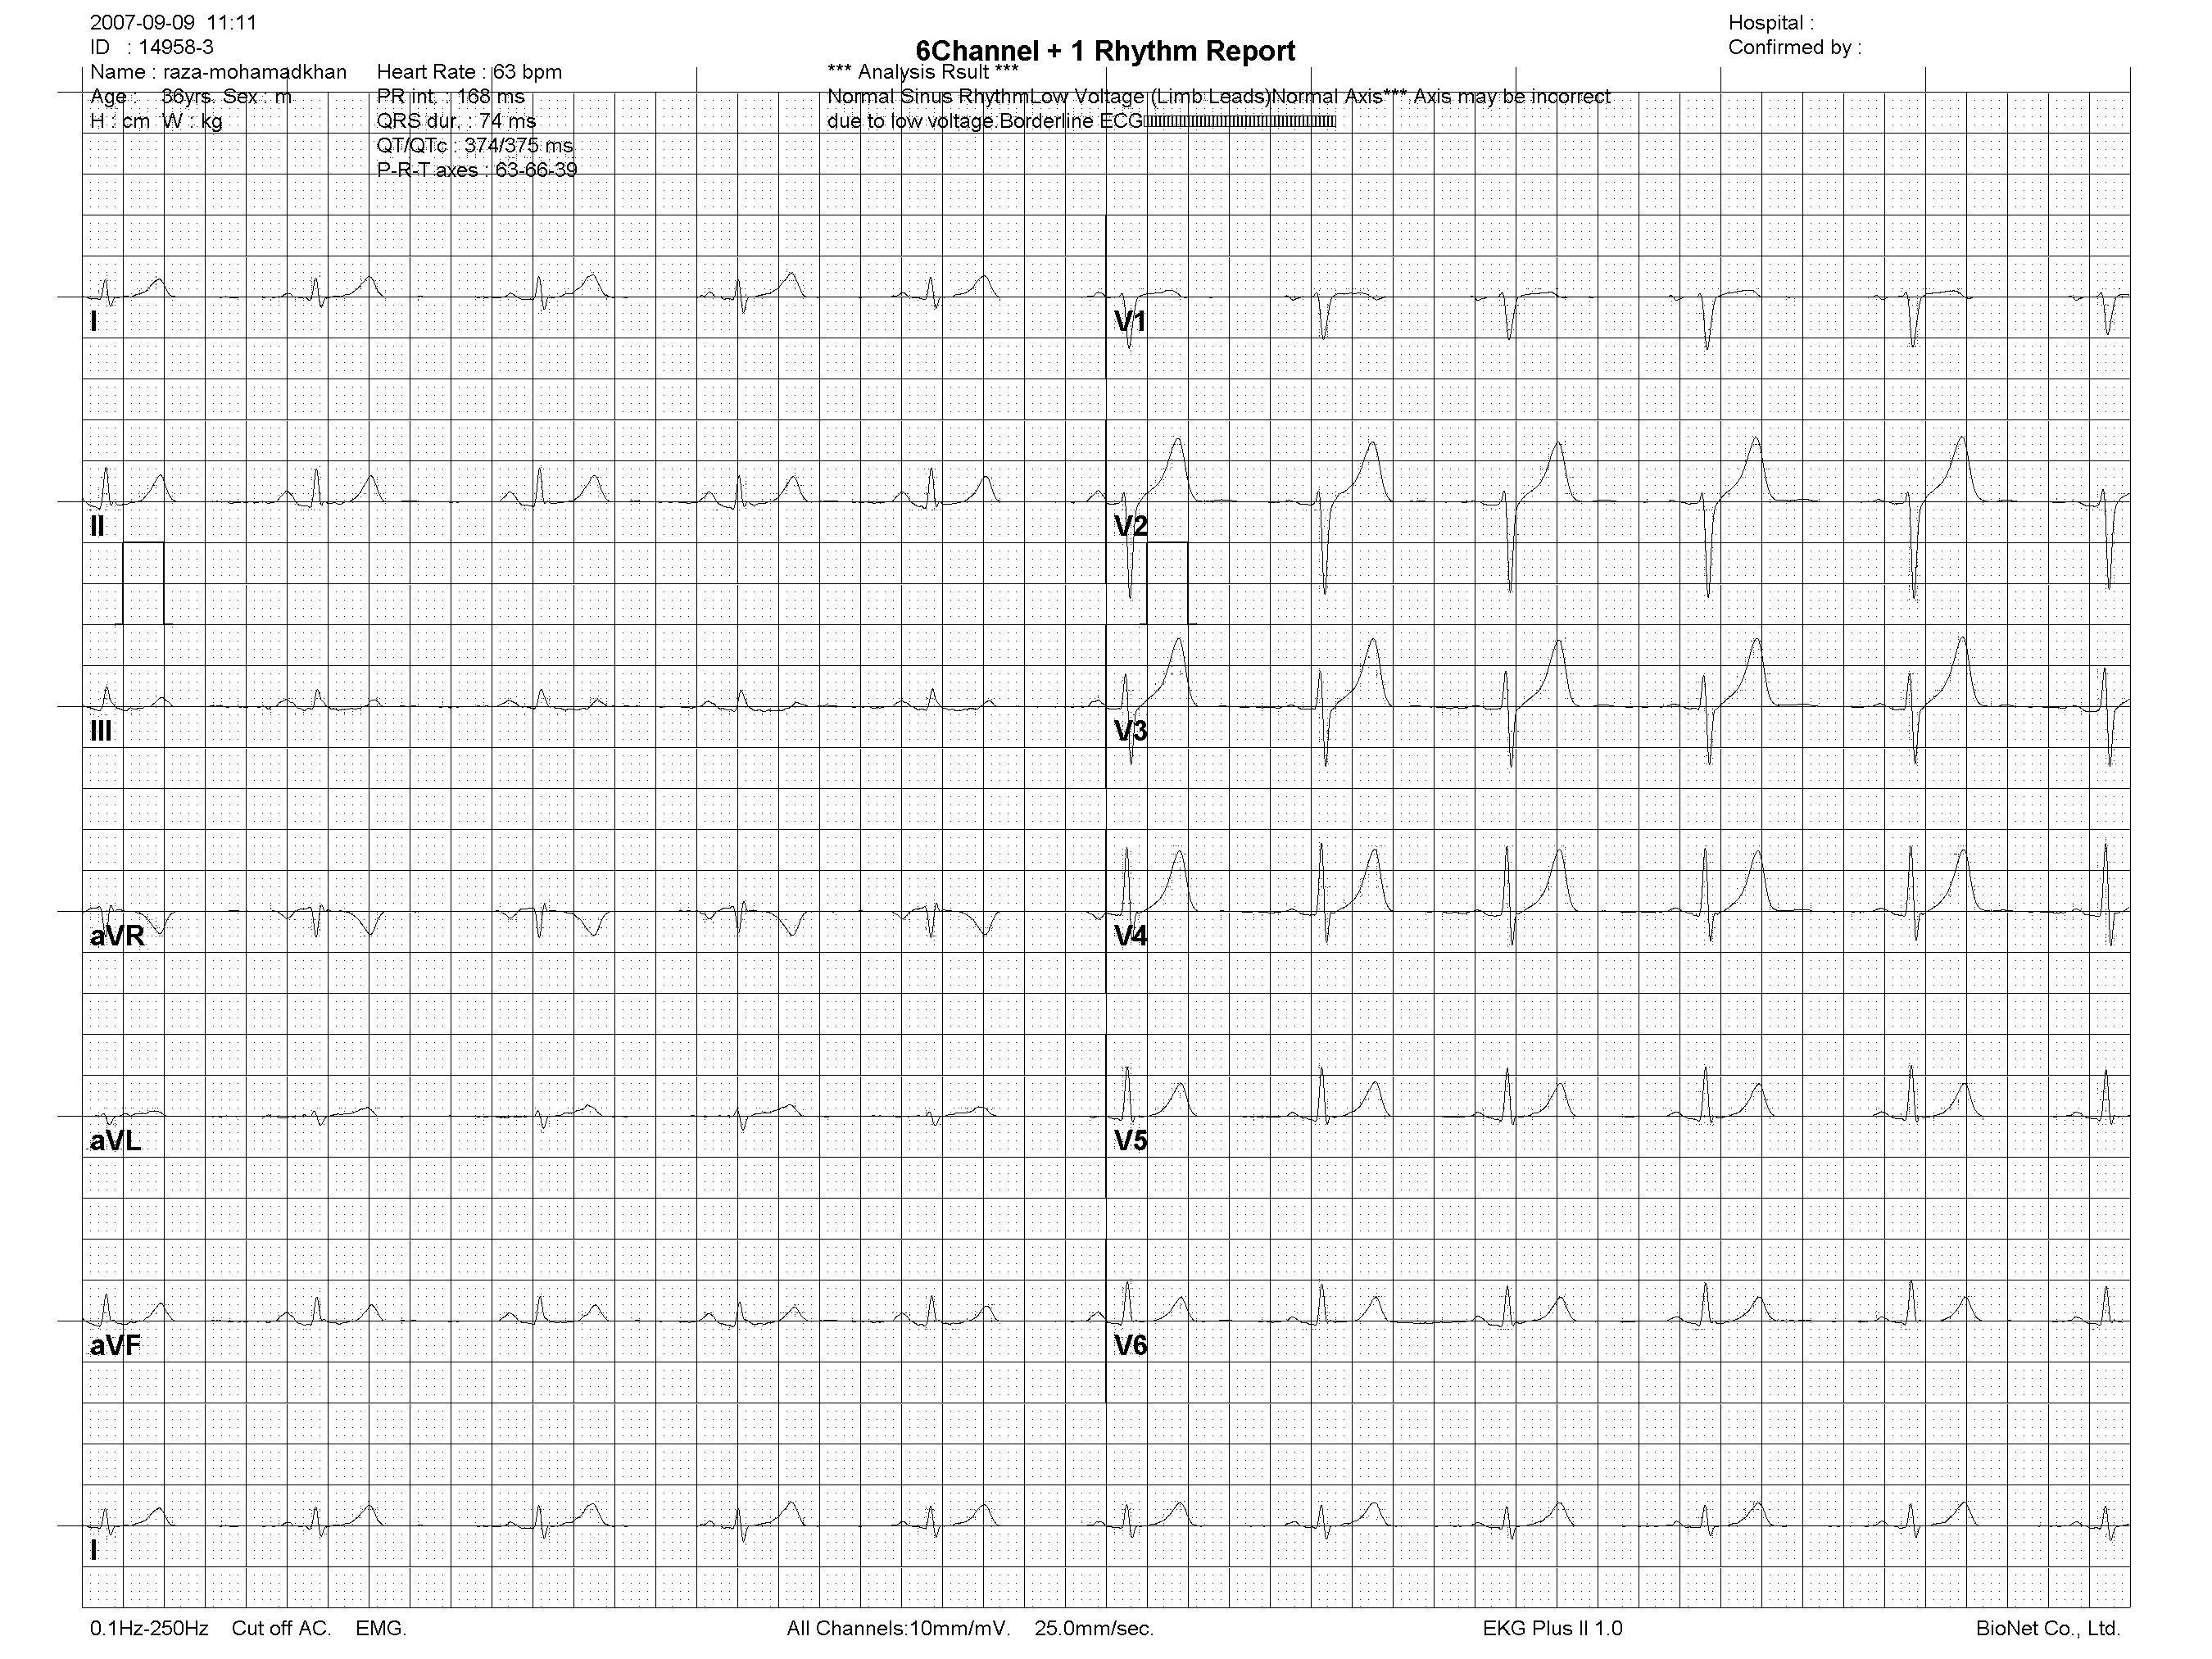 2007-09-09 11:11
ID : 14958-3
Name : raza-mohamadkhan
Age : 36yrs. Sex : m
H : cm W : kg
Heart Rate : 63 bpm
PR int. : 168 ms
QRS dur. : 74 ms
QT/QTc : 374/375 ms
P-R-T axes : 63-66-39
6Channel + 1 Rhythm Report
*** Analysis Rsult ***
Normal Sinus RhythmLow Voltage (Limb Leads)Normal Axis*** Axis may be incorrect
due to low voltage.Borderline ECG
Hospital :
Confirmed by :
I
V1
II
V2
III
V3
aVR
V4
aVL
V5
aVF
V6
I
0.1Hz-250Hz Cut off AC. EMG. All Channels:10mm/mV. 25.0mm/sec. EKG Plus II 1.0 BioNet Co., Ltd.